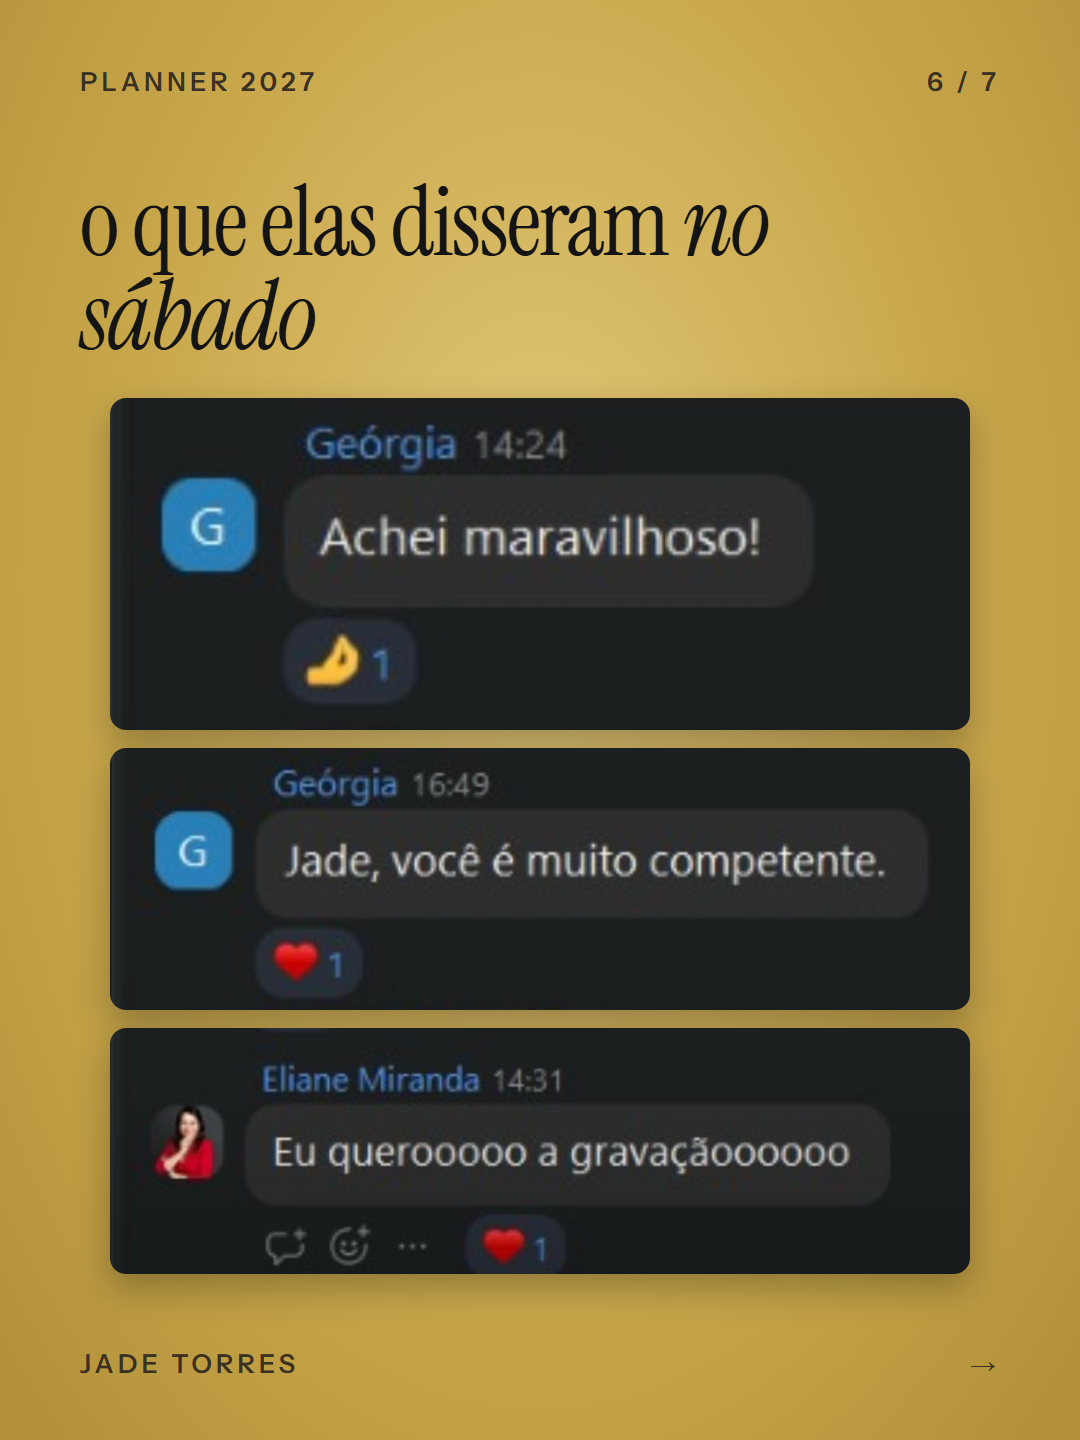 PLANNER 2027
6 / 7
o que elas disseram no
sábado
Geórgia 14:24
G
Achei maravilhoso!
1
Geórgia 16:49
G
Jade, você é muito competente.
1
Eliane Miranda 14:31
Eu querooooo a gravaçãoooooo
1
JADE TORRES